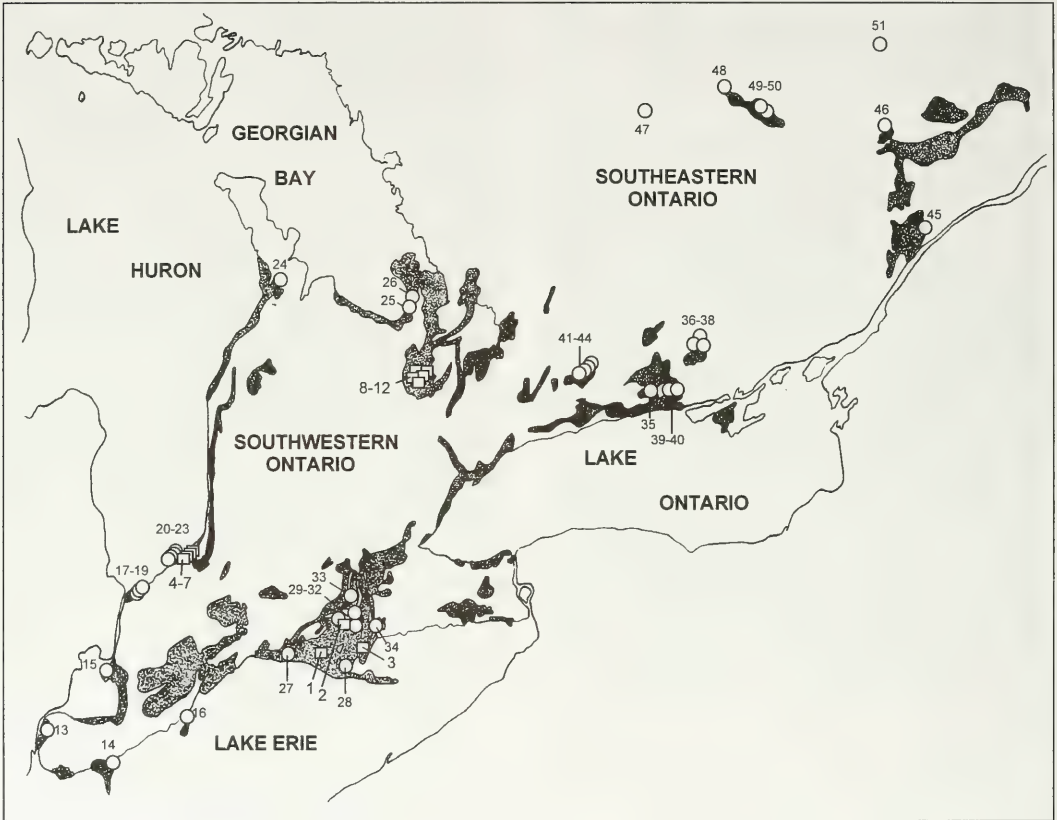 51
48
49-50
46
47
GEORGIAN
BAY
SOUTHEASTERN
ONTARIO
LAKE
HURON
45
24
26
25
36-38
41-44
8-12
35
39-40
SOUTHWESTERN
ONTARIO
LAKE
ONTARIO
20-23
4-7
17-19
33
29-32
34
3
15
27
1
2
28
16
13
14
LAKE ERIE